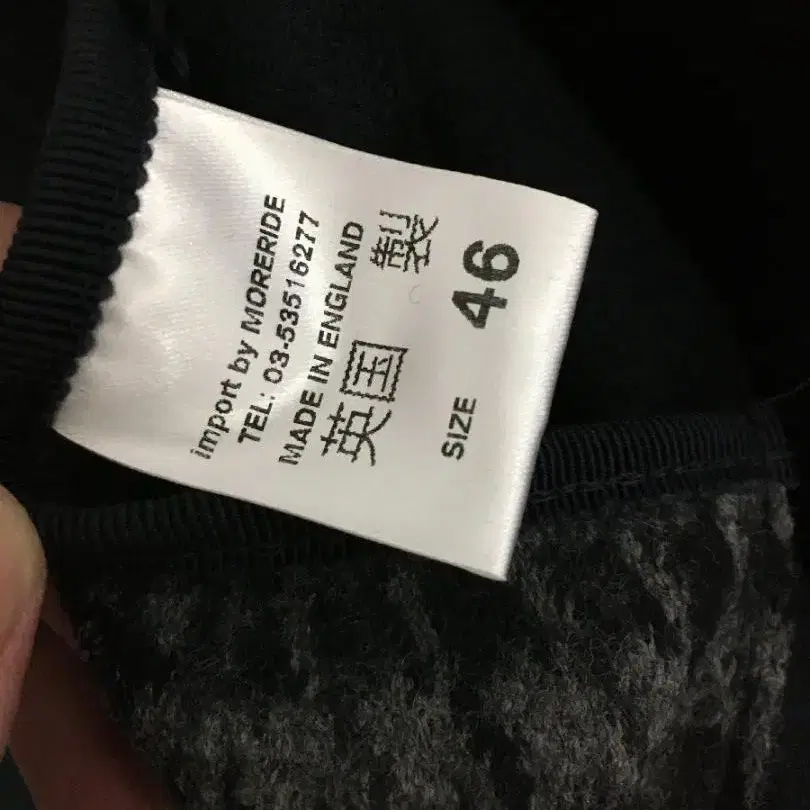 import by MORERIDE
TEL: 03-53516277
MADE IN ENGLAND
英国 製
SIZE 46